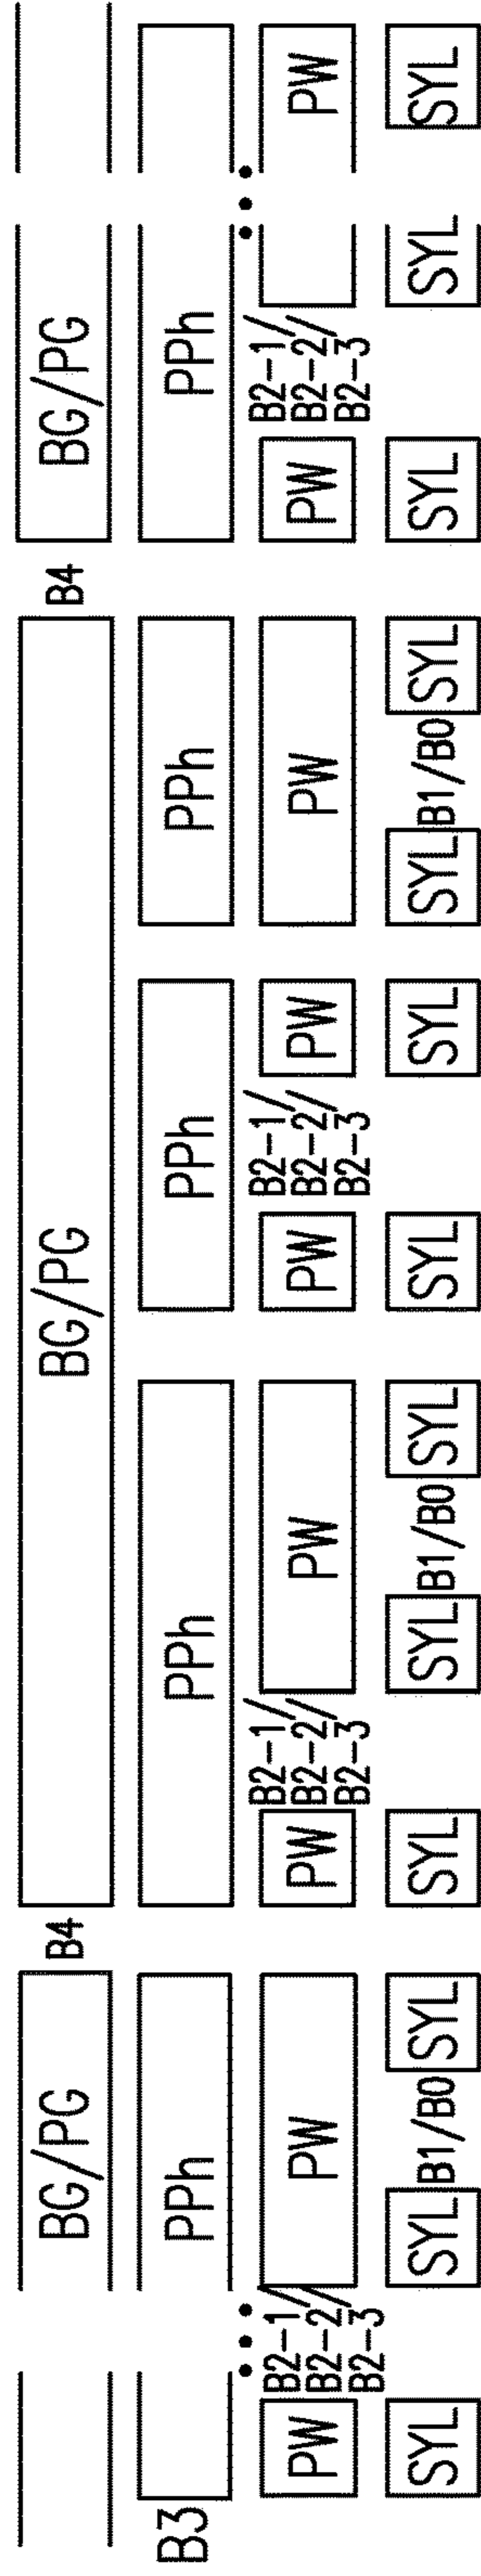 BG/PG B4 BG/PG B4 BG/PG
B3 PPh PPh PPh PPh PPh
PW
B2-1/
B2-2/
B2-3
PW PW
B2-1/
B2-2/
B2-3
PW PW
B2-1/
B2-2/
B2-3
PW PW PW
B2-1/
B2-2/
B2-3
PW
SYL SYL B1/B0 SYL SYL SYL B1/B0 SYL SYL SYL SYL B1/B0 SYL SYL SYL SYL